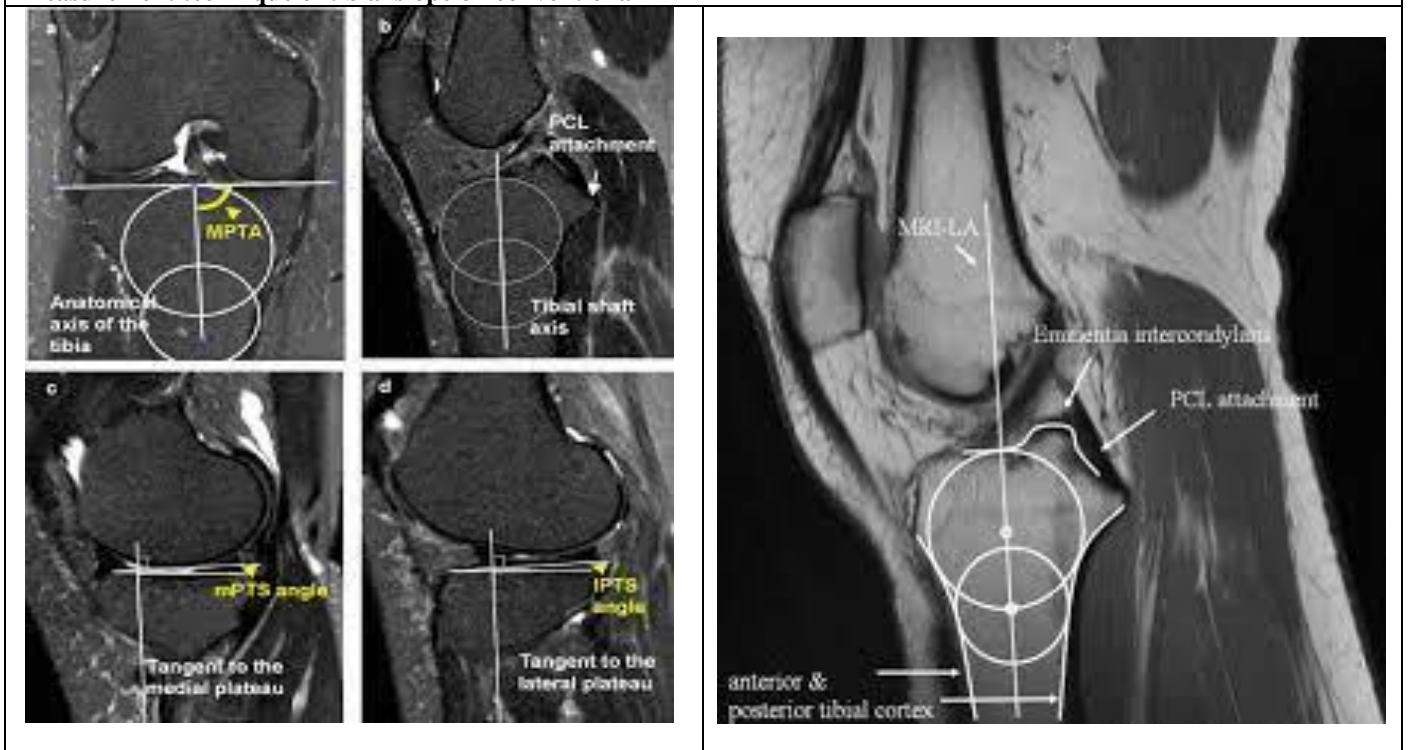 a
MPTA
Anatomical
axis of the
tibia
b
PCL
attachment
Tibial shaft
axis
c
mPTS angle
Tangent to the
medial plateau
d
lPTS
angle
Tangent to the
lateral plateau
MRI-LA
Eminentia intercondylaris
PCL attachment
anterior &
posterior tibial cortex